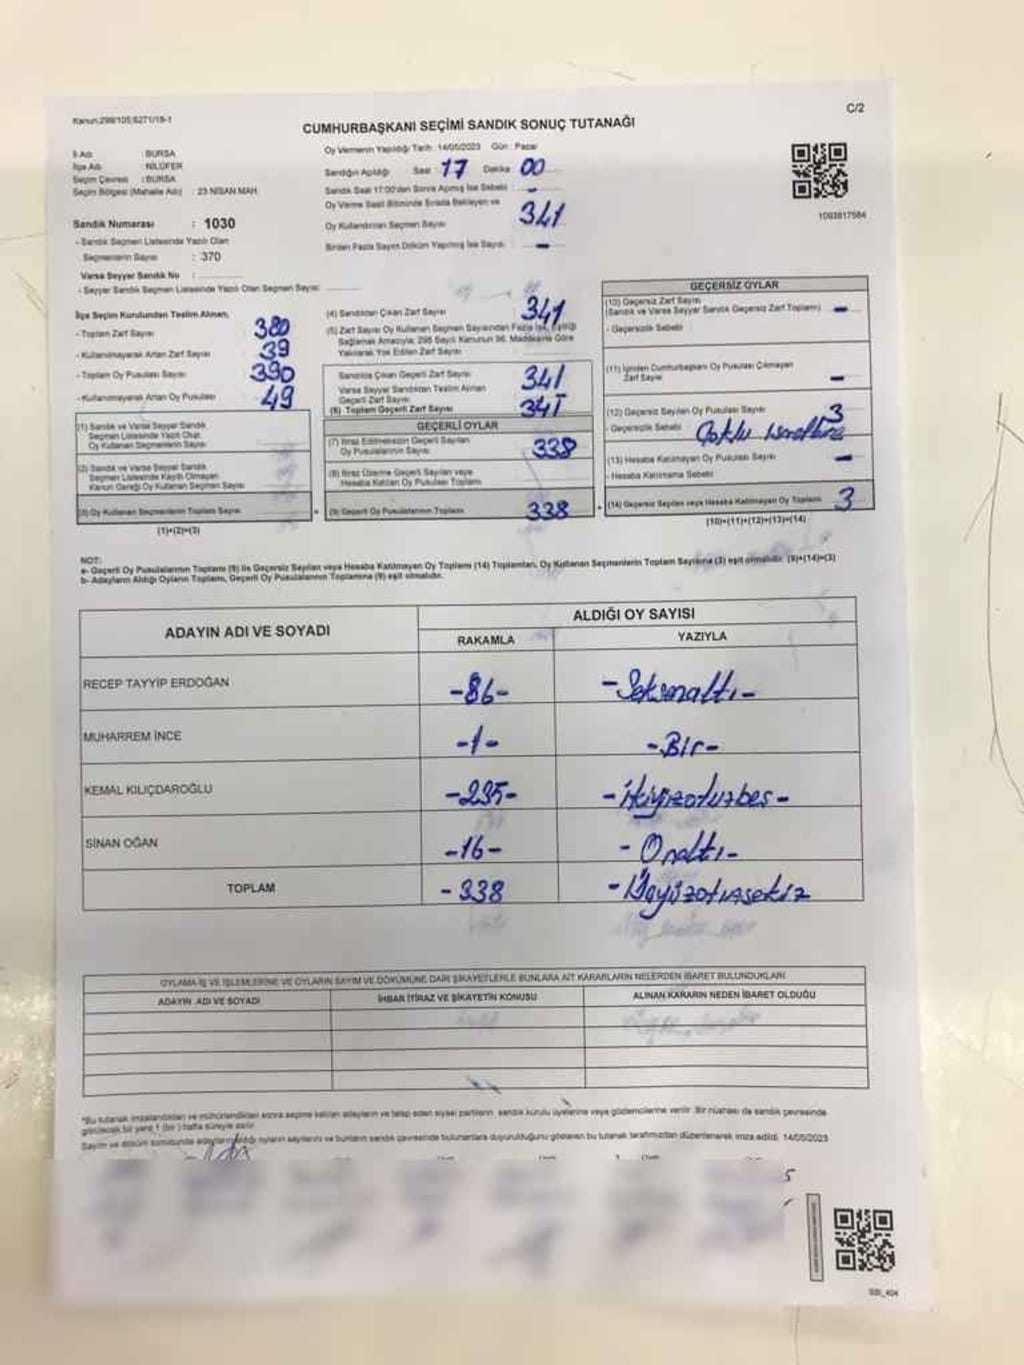 Kanun:298/105;6271/18-1
C/2
CUMHURBAŞKANI SEÇİMİ SANDIK SONUÇ TUTANAĞI
İl Adı : BURSA
İlçe Adı : NİLÜFER
Seçim Çevresi : BURSA
Seçim Bölgesi (Mahalle Adı) : 23 NİSAN MAH.
Sandık Numarası : 1030
- Sandık Seçmen Listesinde Yazılı Olan
Seçmenlerin Sayısı : 370
Varsa Seyyar Sandık No :
- Seyyar Sandık Seçmen Listesinde Yazılı Olan Seçmen Sayısı
Oy Vermenin Yapıldığı Tarih: 14/05/2023 Gün : Pazar
Sandığın Açıldığı Saat : 17 Dakika : 00
Sandık Saat 17:00'den Sonra Açılmış İse Sebebi : -
Oy Verme Saati Bitiminde Sırada Bekleyen ve
Oy Kullandırılan Seçmen Sayısı : 341
Birden Fazla Sayım Döküm Yapılmış İse Sayısı : -
1003817584
İlçe Seçim Kurulundan Teslim Alınan;
- Toplam Zarf Sayısı : 380
- Kullanılmayarak Artan Zarf Sayısı : 39
- Toplam Oy Pusulası Sayısı : 390
- Kullanılmayarak Artan Oy Pusulası : 49
(1) Sandık ve Varsa Seyyar Sandık
Seçmen Listesinde Yazılı Olup
Oy Kullanan Seçmenlerin Sayısı
(2) Sandık ve Varsa Seyyar Sandık
Seçmen Listesinde Kayıtlı Olmayan
Kanun Gereği Oy Kullanan Seçmen Sayısı
(3) Oy Kullanan Seçmenlerin Toplam Sayısı
(1)+(2)=(3)
(4) Sandıktan Çıkan Zarf Sayısı : 341
(5) Zarf Sayısı Oy Kullanan Seçmen Sayısından Fazla İse, Eşitliği
Sağlamak Amacıyla; 298 Sayılı Kanunun 98. Maddesine Göre
Yakılarak Yok Edilen Zarf Sayısı
Sandıkta Çıkan Geçerli Zarf Sayısı : 341
Varsa Seyyar Sandıktan Teslim Alınan
Geçerli Zarf Sayısı
(6) Toplam Geçerli Zarf Sayısı : 341
GEÇERLİ OYLAR
(7) İtiraz Edilmeksizin Geçerli Sayılan
Oy Pusulalarının Sayısı : 338
(8) İtiraz Üzerine Geçerli Sayılan veya
Hesaba Katılan Oy Pusulası Toplamı
(9) Geçerli Oy Pusulalarının Toplamı : 338
GEÇERSİZ OYLAR
(10) Geçersiz Zarf Sayısı
(Sandık ve Varsa Seyyar Sandık Geçersiz Zarf Toplamı) : -
- Geçersizlik Sebebi
(11) İçinden Cumhurbaşkanı Oy Pusulası Çıkmayan
Zarf Sayısı : -
(12) Geçersiz Sayılan Oy Pusulası Sayısı : 3
- Geçersizlik Sebebi Çoklu
(13) Hesaba Katılmayan Oy Pusulası Sayısı : -
- Hesaba Katılmama Sebebi
(14) Geçersiz Sayılan veya Hesaba Katılmayan Oy Toplamı : 3
(10)+(11)+(12)+(13)=(14)
NOT:
a- Geçerli Oy Pusulalarının Toplamı (9) ile Geçersiz Sayılan veya Hesaba Katılmayan Oy Toplamı (14) Toplamları, Oy Kullanan Seçmenlerin Toplam Sayısına (3) eşit olmalıdır. (9)+(14)=(3)
b- Adayların Aldığı Oyların Toplamı, Geçerli Oy Pusulalarının Toplamına (9) eşit olmalıdır.
ADAYIN ADI VE SOYADI
ALDIĞI OY SAYISI
RAKAMLA YAZIYLA
RECEP TAYYİP ERDOĞAN -86- -Seksenaltı-
MUHARREM İNCE -1- -Bir-
KEMAL KILIÇDAROĞLU -235- -İkiyüzotuzbeş-
SİNAN OĞAN -16- -Onaltı-
TOPLAM -338 -Üçyüzotuzsekiz
OYLAMA İŞ VE İŞLEMLERİNE VE OYLARIN SAYIM VE DÖKÜMÜNE DAİR ŞİKAYETLERLE BUNLARA AİT KARARLARIN NELERDEN İBARET BULUNDUKLARI
ADAYIN ADI VE SOYADI İHBAR İTİRAZ VE ŞİKAYETİN KONUSU ALINAN KARARIN NEDEN İBARET OLDUĞU
*Bu tutanak imzalandıktan ve mühürlendikten sonra seçime katılan adayların ve talep eden siyasi partilerin sandık kurulu üyelerine veya gözlemcilerine verilir. Bir nüshası da sandık çevresinde
görülecek bir yere 1 (bir) hafta süreyle asılır.
Sayım ve döküm sonucunda adayların aldığı oyların sayılarını ve bunların sandık çevresinde bulunanlara duyurulduğunu gösteren bu tutanak tarafımızdan düzenlenerek imza edildi. 14/05/2023